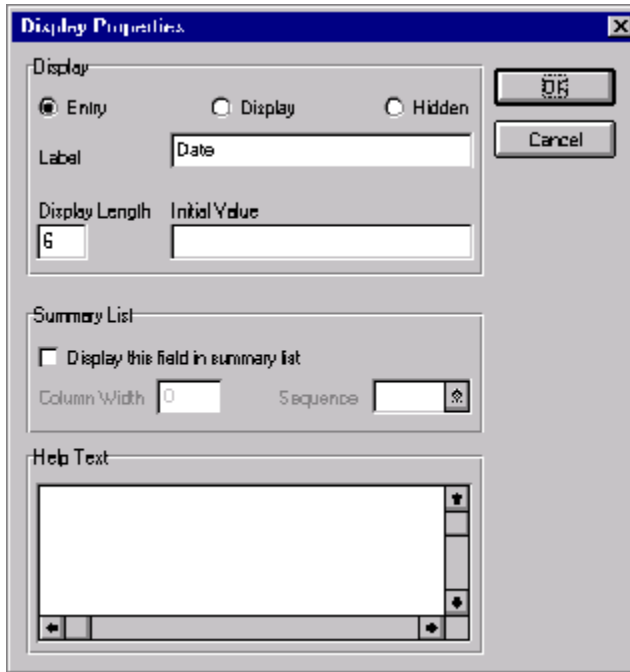 Display Properties
Display
Entry Display Hidden
OK
Label Date
Cancel
Display Length Initial Value
6
Summary List
Display this field in summary list
Column Width 0 Sequence
Help Text